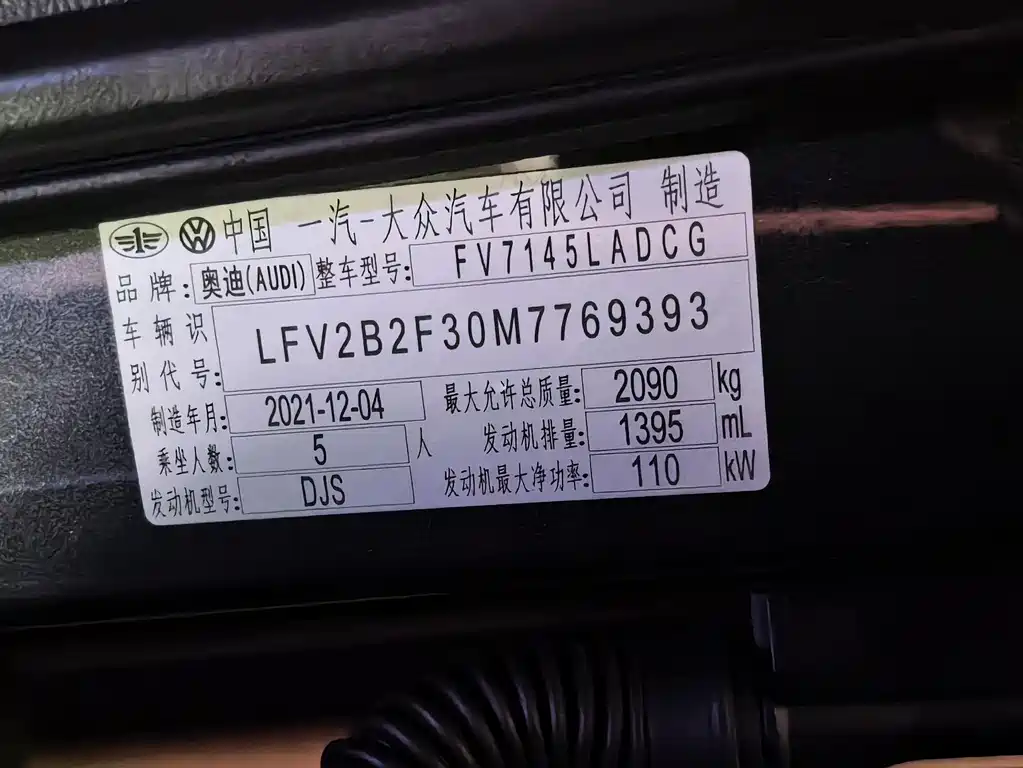 中国 一汽-大众汽车有限公司 制造
品牌: 奥迪(AUDI) 整车型号: FV7145LADCG
车辆识别代号: LFV2B2F30M7769393
制造年月: 2021-12-04 最大允许总质量: 2090 kg
乘坐人数: 5 人 发动机排量: 1395 mL
发动机型号: DJS 发动机最大净功率: 110 kW